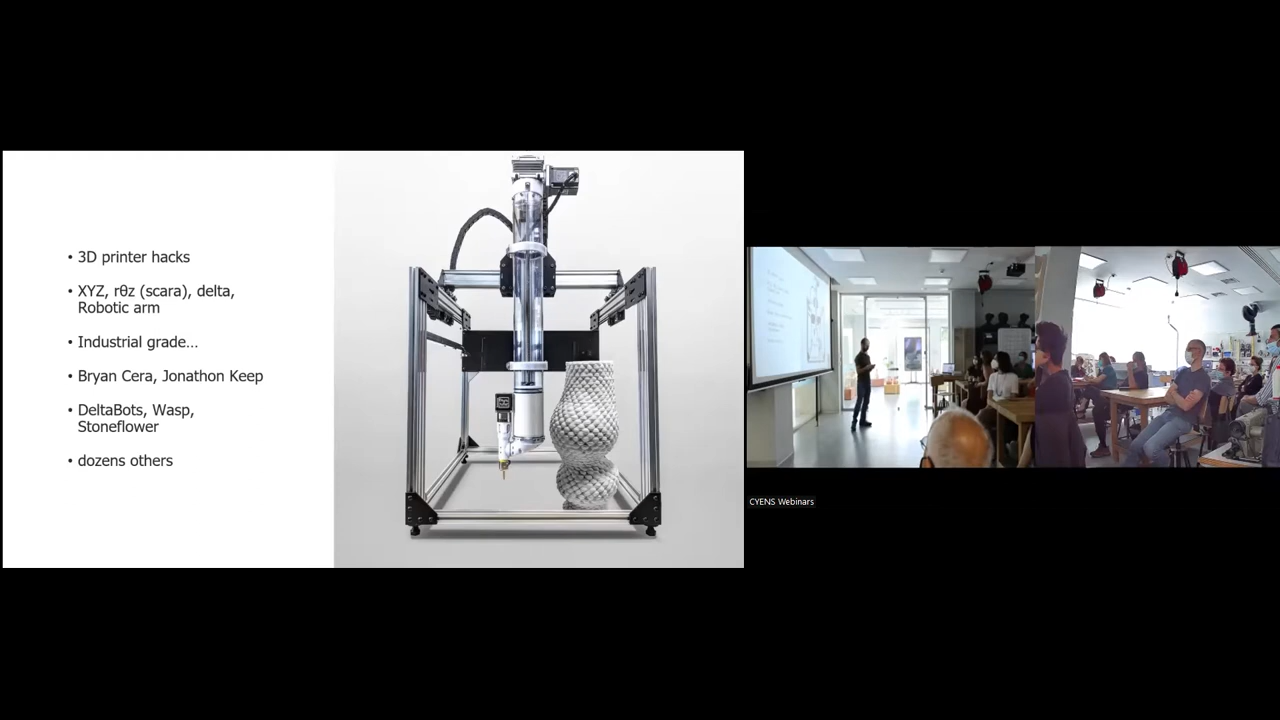 • 3D printer hacks
• XYZ, rθz (scara), delta,
Robotic arm
• Industrial grade...
• Bryan Cera, Jonathon Keep
• DeltaBots, Wasp,
Stoneflower
• dozens others
CYENS Webinars